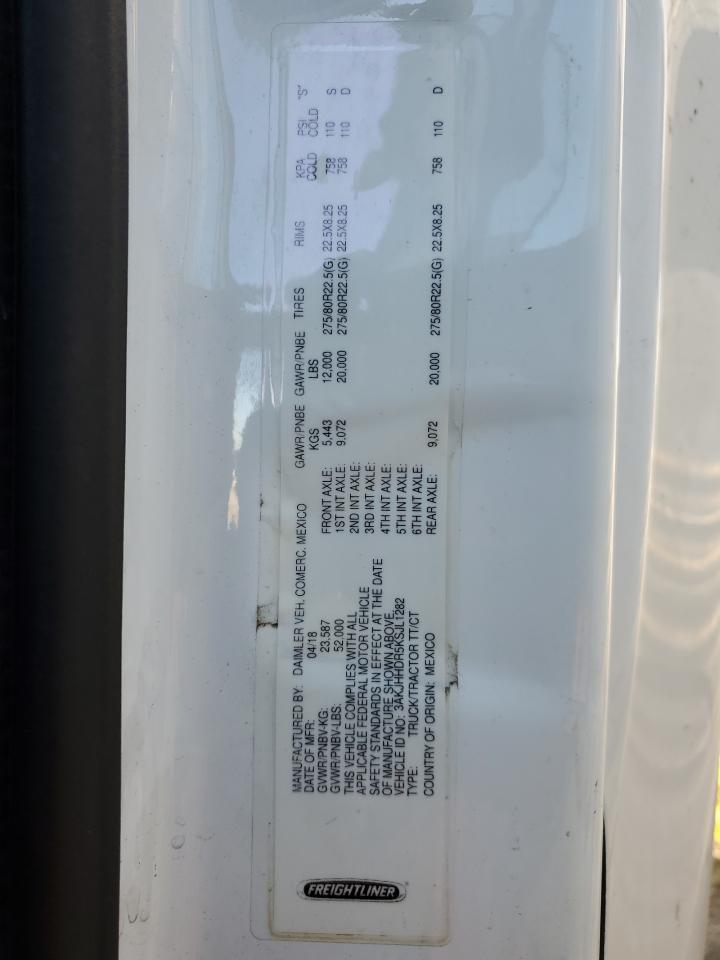 FREIGHTLINER
MANUFACTURED BY: DAIMLER VEH. COMERC. MEXICO
DATE OF MFR: 04/18
GVWR/PNBV-KG: 23,587
GVWR/PNBV-LBS: 52,000
THIS VEHICLE COMPLIES WITH ALL
APPLICABLE FEDERAL MOTOR VEHICLE
SAFETY STANDARDS IN EFFECT AT THE DATE
OF MANUFACTURE SHOWN ABOVE.
VEHICLE ID NO: 3AKJHHDR5KSJL1282
TYPE: TRUCK/TRACTOR TT/CT
COUNTRY OF ORIGIN: MEXICO
GAWR/PNBE GAWR/PNBE TIRES RIMS KPA PSI "S"
KGS LBS COLD COLD
FRONT AXLE: 5,443 12,000 275/80R22.5(G) 22.5X8.25 758 110 S
1ST INT AXLE: 9,072 20,000 275/80R22.5(G) 22.5X8.25 758 110 D
2ND INT AXLE:
3RD INT AXLE:
4TH INT AXLE:
5TH INT AXLE:
6TH INT AXLE:
REAR AXLE: 9,072 20,000 275/80R22.5(G) 22.5X8.25 758 110 D